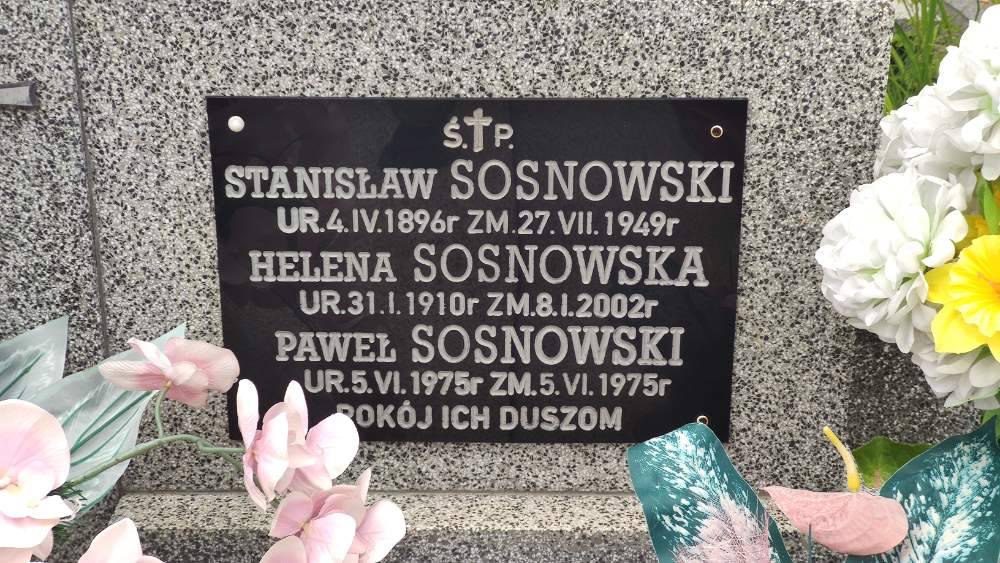 Ś.†P.
STANISŁAW SOSNOWSKI
UR.4.IV.1896r ZM.27.VII.1949r
HELENA SOSNOWSKA
UR.31.I.1910r ZM.8.I.2002r
PAWEŁ SOSNOWSKI
UR.5.VI.1975r ZM.5.VI.1975r
POKÓJ ICH DUSZOM